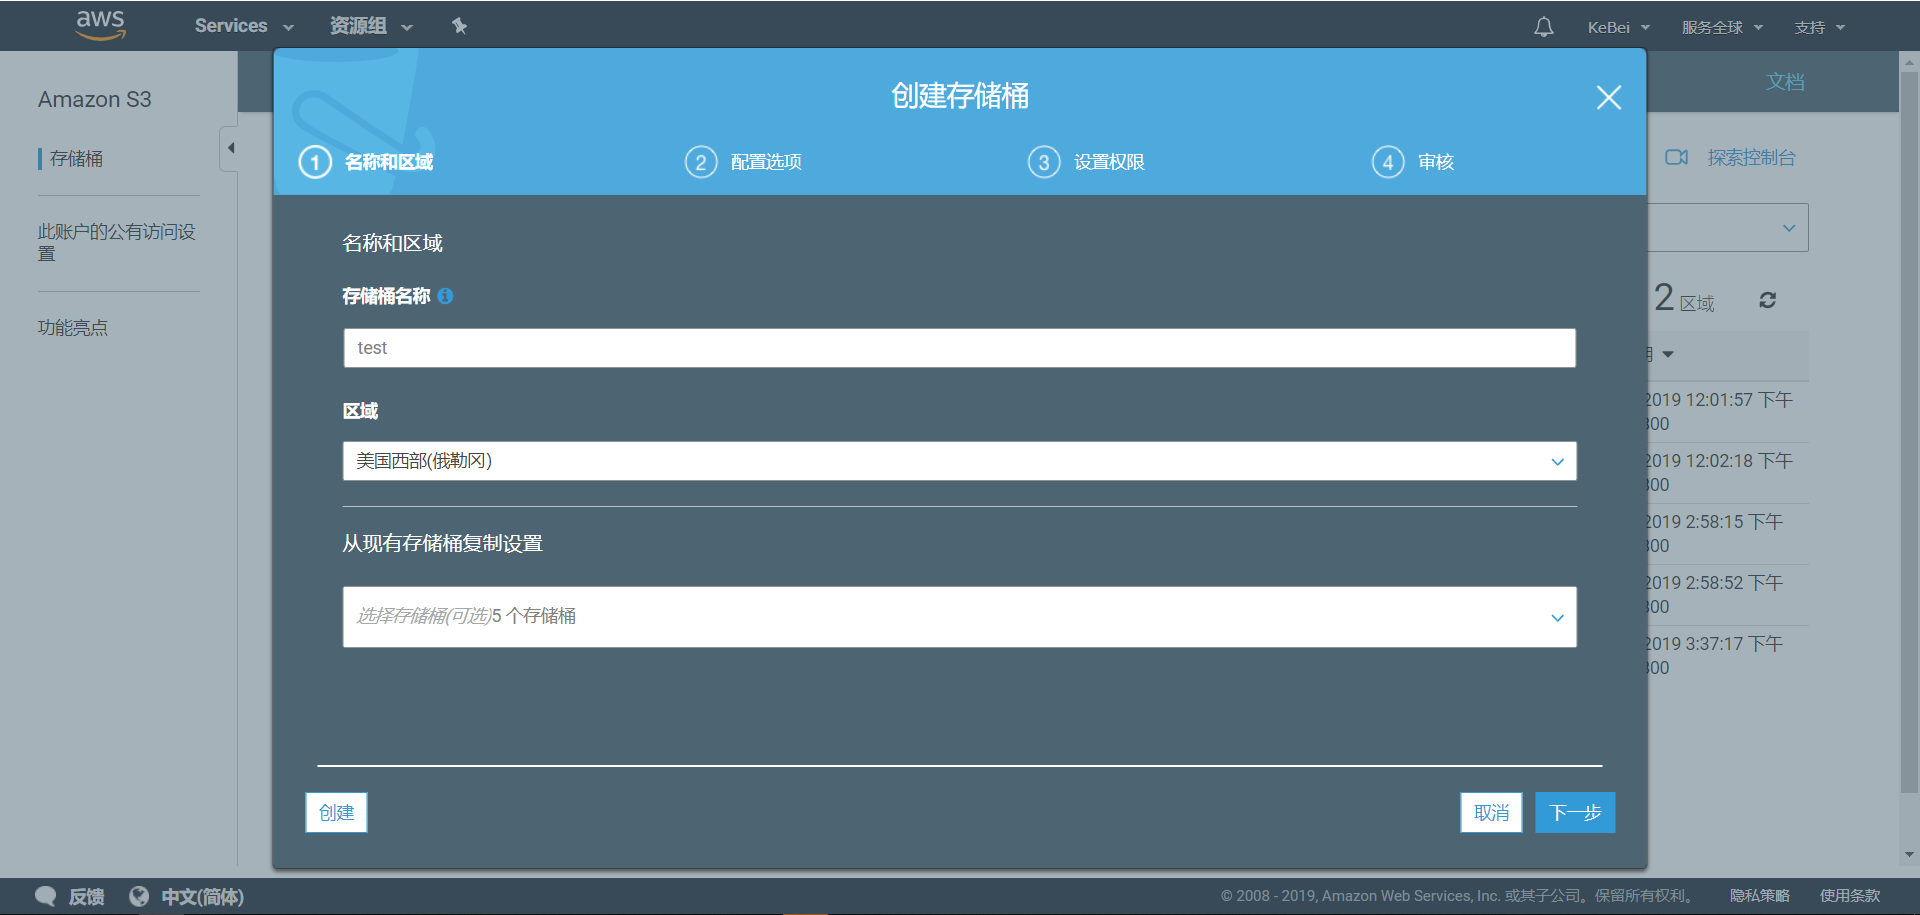 aws
Services
资源组
KeBei
服务全球
支持
Amazon S3
存储桶
此账户的公有访问设
置
功能亮点
文档
探索控制台
2 区域
创建存储桶
1 名称和区域
2 配置选项
3 设置权限
4 审核
名称和区域
存储桶名称
test
区域
美国西部(俄勒冈)
从现有存储桶复制设置
选择存储桶(可选)5 个存储桶
创建
取消
下一步
2019 12:01:57 下午
2019 12:02:18 下午
2019 2:58:15 下午
2019 2:58:52 下午
2019 3:37:17 下午
反馈
中文(简体)
© 2008 - 2019, Amazon Web Services, Inc. 或其子公司。保留所有权利。
隐私策略
使用条款